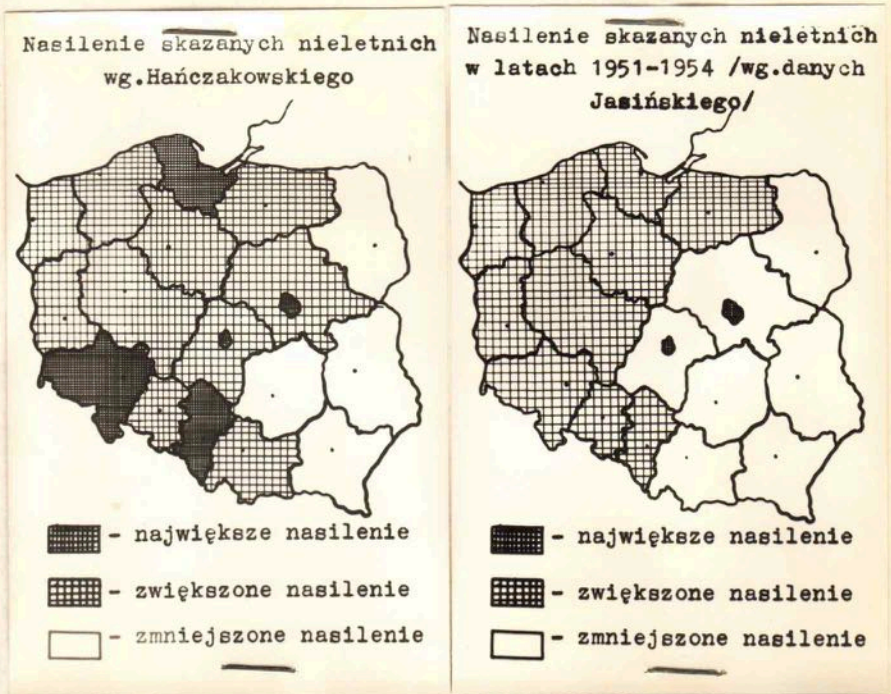 Nasilenie skazanych nieletnich
wg.Hańczakowskiego
- największe nasilenie
- zwiększone nasilenie
- zmniejszone nasilenie
Nasilenie skazanych nieletnich
w latach 1951-1954 /wg.danych
Jasińskiego/
- największe nasilenie
- zwiększone nasilenie
- zmniejszone nasilenie